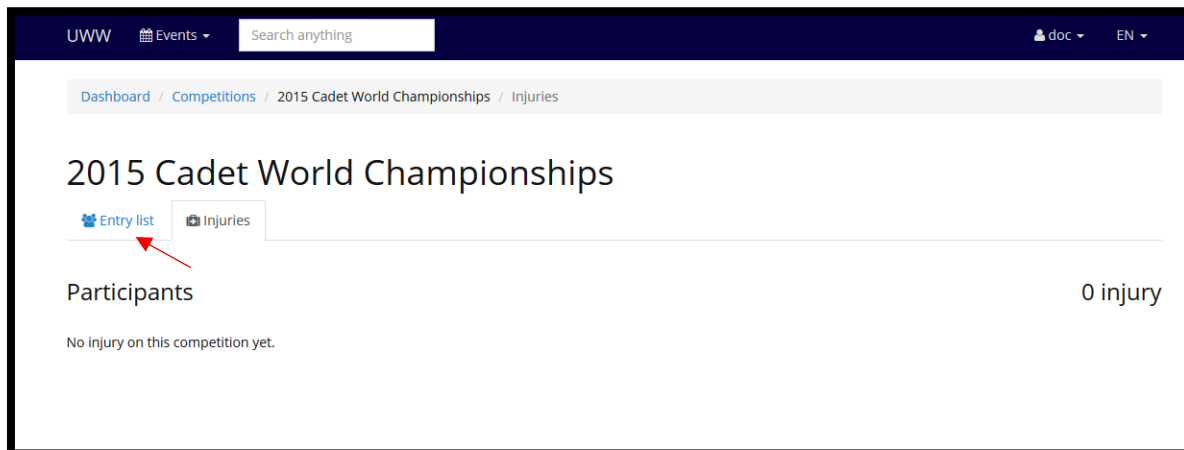 UWW Events Search anything doc EN
Dashboard / Competitions / 2015 Cadet World Championships / Injuries
2015 Cadet World Championships
Entry list Injuries
Participants 0 injury
No injury on this competition yet.